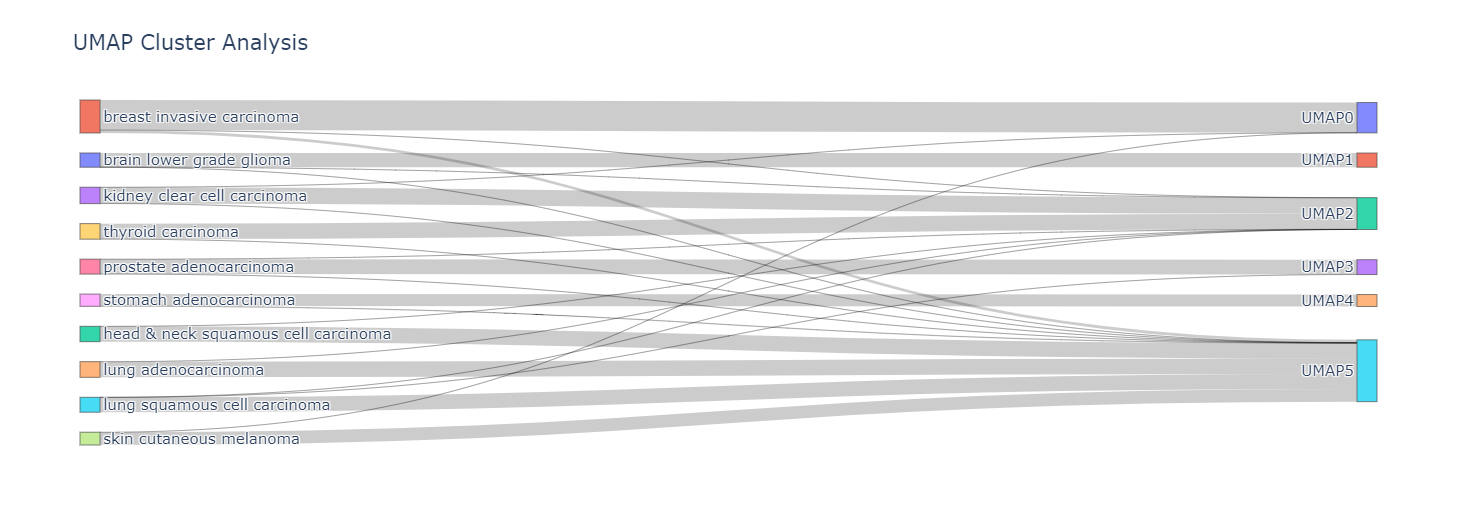 UMAP Cluster Analysis
breast invasive carcinoma
UMAP0
brain lower grade glioma
UMAP1
kidney clear cell carcinoma
UMAP2
thyroid carcinoma
prostate adenocarcinoma
UMAP3
stomach adenocarcinoma
UMAP4
head & neck squamous cell carcinoma
lung adenocarcinoma
UMAP5
lung squamous cell carcinoma
skin cutaneous melanoma